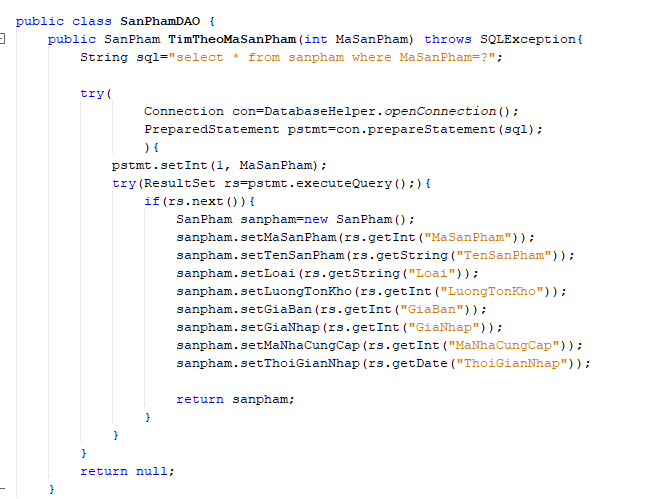 public class SanPhamDAO {
    public SanPham TimTheoMaSanPham(int MaSanPham) throws SQLException{
        String sql="select * from sanpham where MaSanPham=?";
        try(
                Connection con=DatabaseHelper.openConnection();
                PreparedStatement pstmt=con.prepareStatement(sql);
                ){
            pstmt.setInt(1, MaSanPham);
            try(ResultSet rs=pstmt.executeQuery();){
                if(rs.next()){
                    SanPham sanpham=new SanPham();
                    sanpham.setMaSanPham(rs.getInt("MaSanPham"));
                    sanpham.setTenSanPham(rs.getString("TenSanPham"));
                    sanpham.setLoai(rs.getString("Loai"));
                    sanpham.setLuongTonKho(rs.getInt("LuongTonKho"));
                    sanpham.setGiaBan(rs.getInt("GiaBan"));
                    sanpham.setGiaNhap(rs.getInt("GiaNhap"));
                    sanpham.setMaNhaCungCap(rs.getInt("MaNhaCungCap"));
                    sanpham.setThoiGianNhap(rs.getDate("ThoiGianNhap"));
                    return sanpham;
                }
            }
        }
        return null;
    }